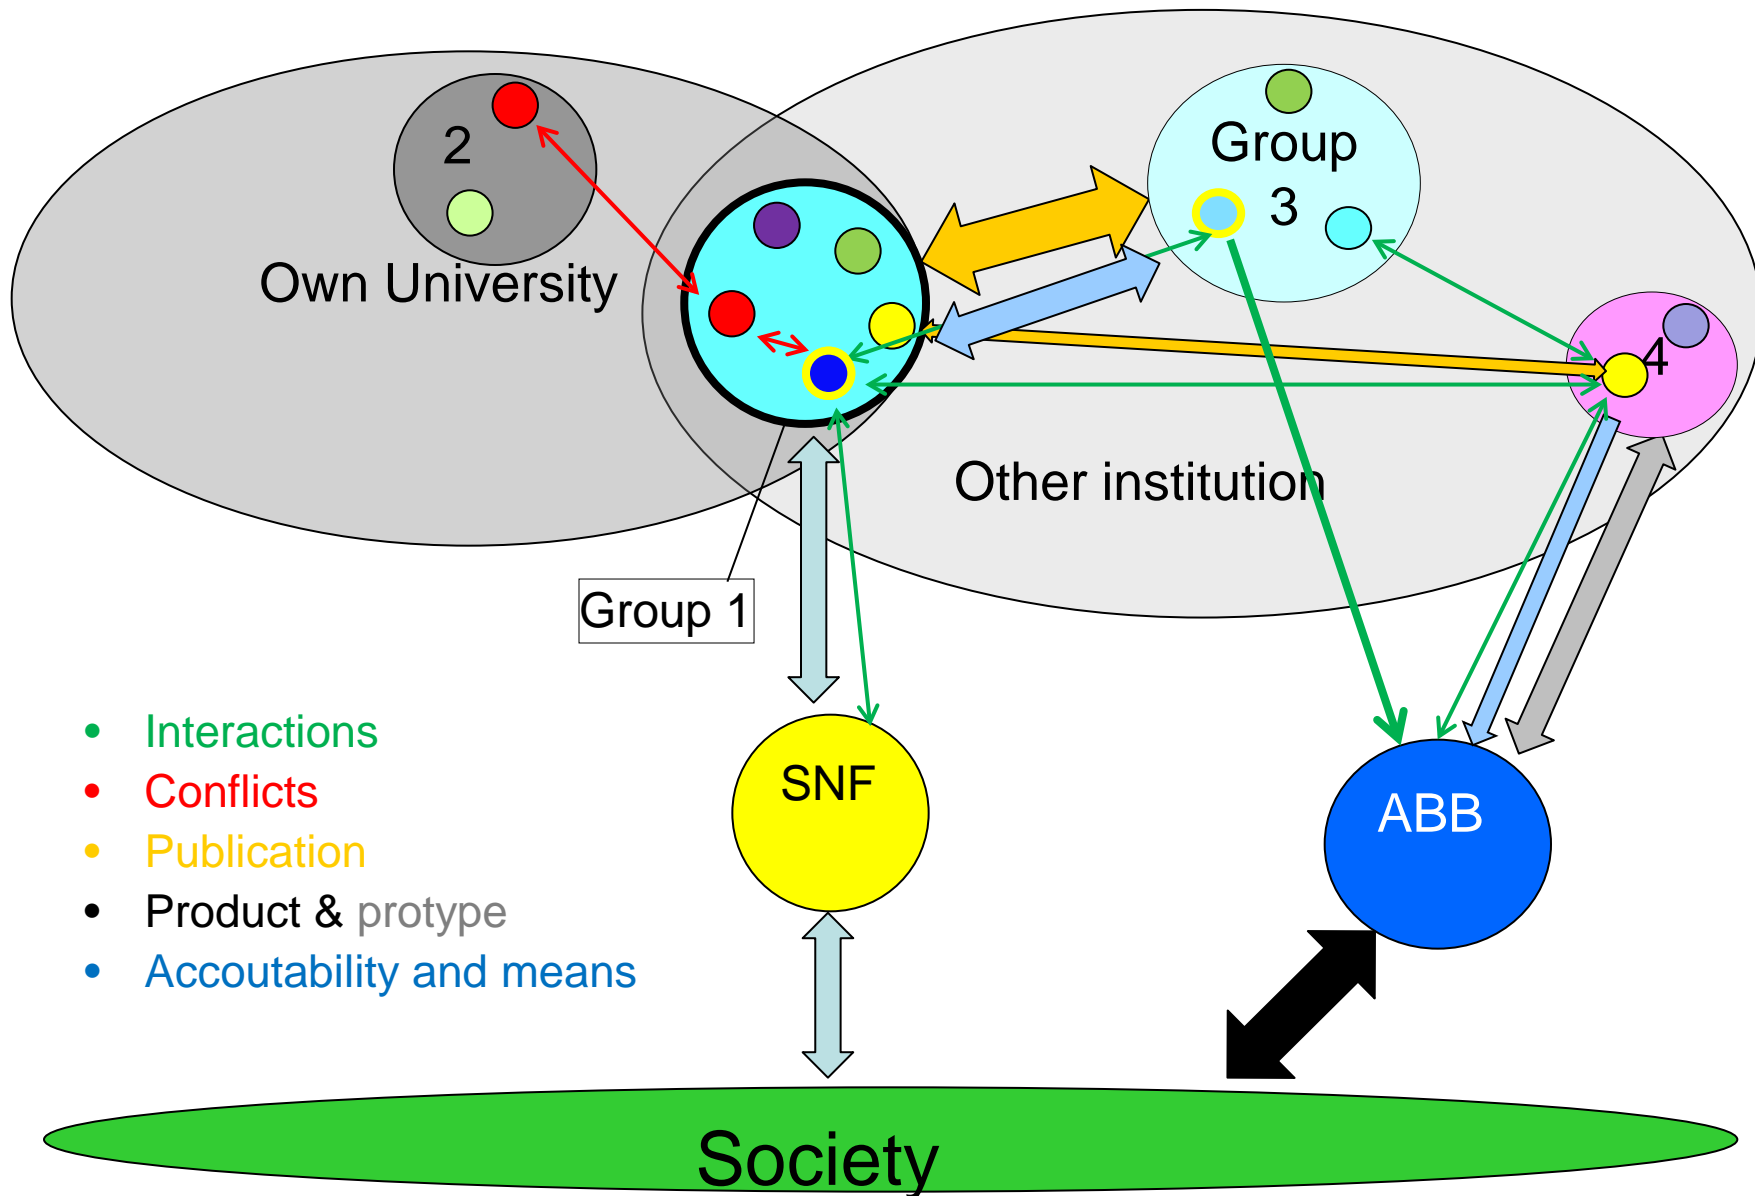 2
Group
3
Own University
4
Other institution
Group 1
• Interactions
• Conflicts
• Publication
• Product & protype
• Accoutability and means
SNF
ABB
Society